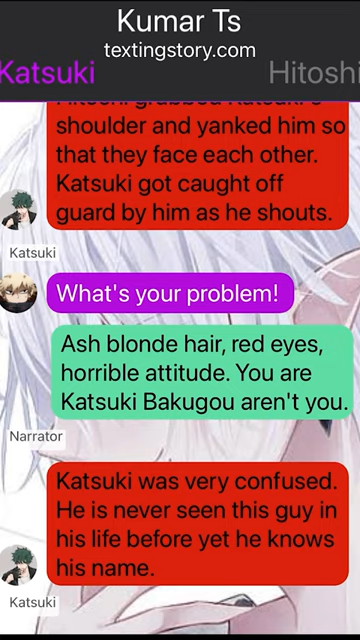 Kumar Ts
textingstory.com
Katsuki Hitoshi
Hitoshi grabbed Katsuki's
shoulder and yanked him so
that they face each other.
Katsuki got caught off
guard by him as he shouts.
Katsuki
What's your problem!
Ash blonde hair, red eyes,
horrible attitude. You are
Katsuki Bakugou aren't you.
Narrator
Katsuki was very confused.
He is never seen this guy in
his life before yet he knows
his name.
Katsuki